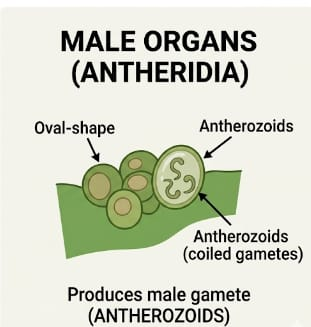 MALE ORGANS
(ANTHERIDIA)
Oval-shape
Antherozoids
Antherozoids
(coiled gametes)
Produces male gamete
(ANTHEROZOIDS)